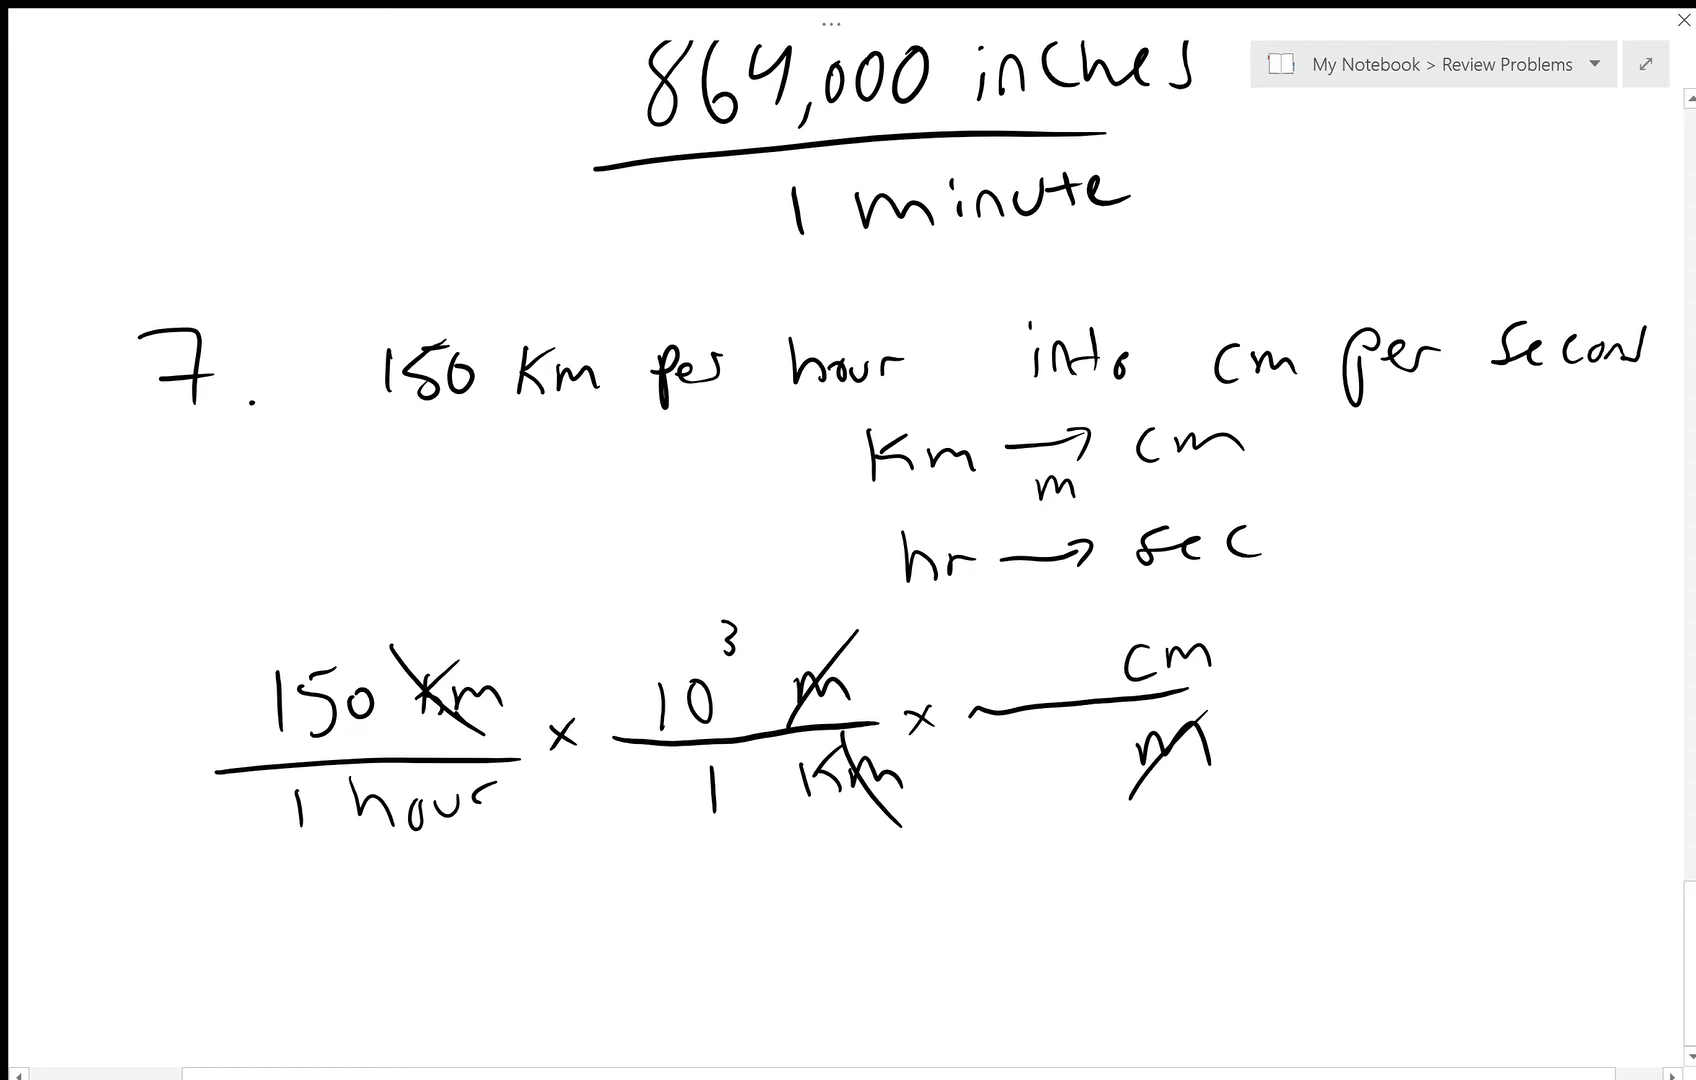 864,000 inches
My Notebook > Review Problems
1 minute
7. 150 Km per hour into cm per second
Km → cm
m
hr → sec
150 Km × 10³ m × cm
1 hour 1 Km m